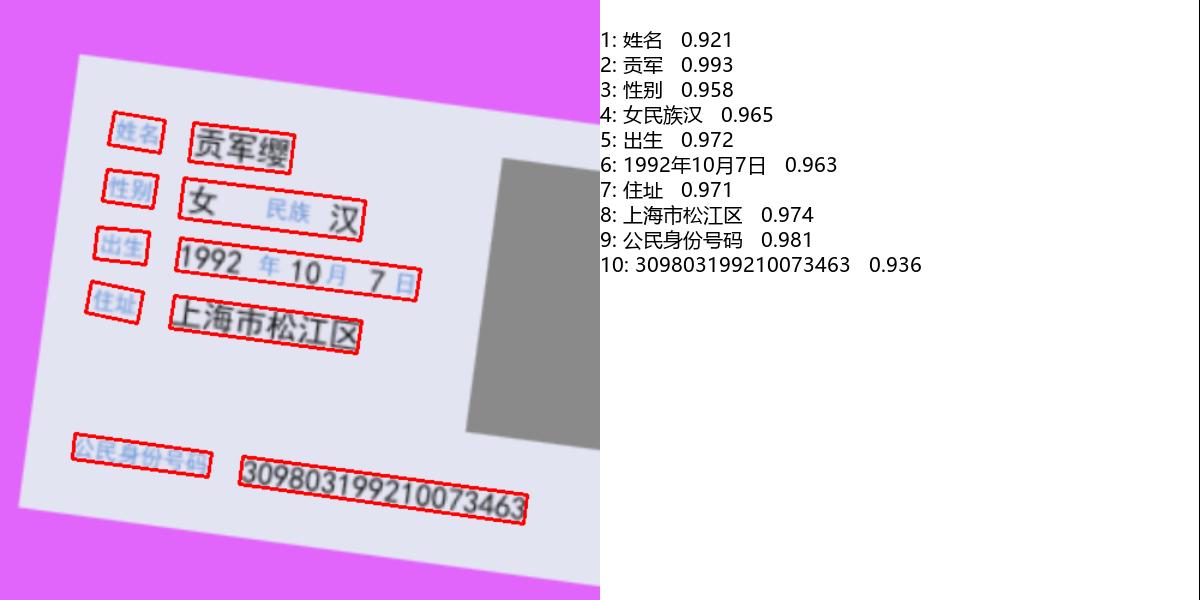 姓名 贡军缨
性别 女 民族 汉
出生 1992 年 10 月 7 日
住址 上海市松江区
公民身份号码 309803199210073463
1: 姓名 0.921
2: 贡军 0.993
3: 性别 0.958
4: 女民族汉 0.965
5: 出生 0.972
6: 1992年10月7日 0.963
7: 住址 0.971
8: 上海市松江区 0.974
9: 公民身份号码 0.981
10: 309803199210073463 0.936